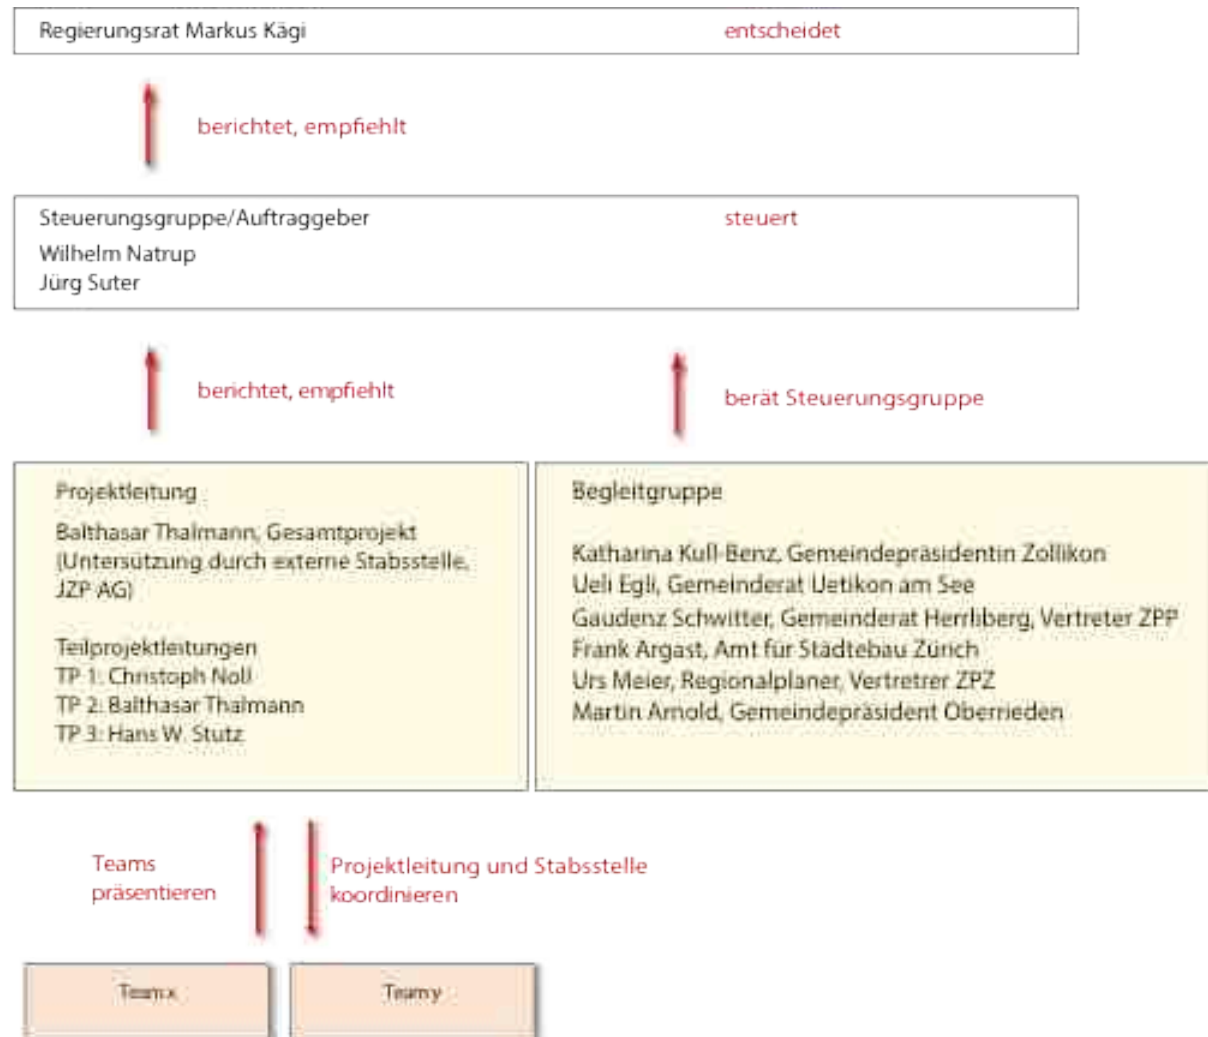 Regierungsrat Markus Kägi entscheidet
berichtet, empfiehlt
Steuerungsgruppe/Auftraggeber steuert
Wilhelm Natrup
Jürg Suter
berichtet, empfiehlt
berät Steuerungsgruppe
Projektleitung
Balthasar Thalmann, Gesamtprojekt
(Untersützung durch externe Stabsstelle,
JZP AG)
Teilprojektleitungen
TP 1: Christoph Noll
TP 2: Balthasar Thalmann
TP 3: Hans W. Stutz
Begleitgruppe
Katharina Kull-Benz, Gemeindepräsidentin Zollikon
Ueli Egli, Gemeinderat Uetikon am See
Gaudenz Schwitter, Gemeinderat Herrliberg, Vertreter ZPP
Frank Argast, Amt für Städtebau Zürich
Urs Meier, Regionalplaner, Vertretrer ZPZ
Martin Arnold, Gemeindepräsident Oberrieden
Teams
präsentieren
Projektleitung und Stabsstelle
koordinieren
Team x
Team y